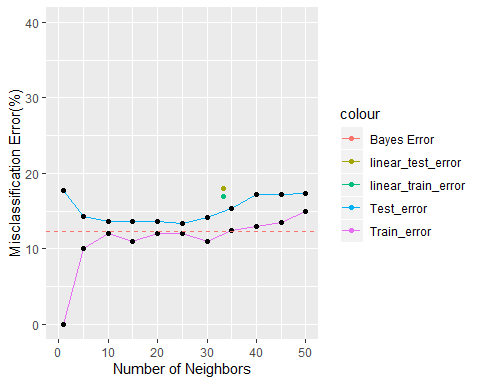 40
30
20
10
0
Misclassification Error(%)
0 10 20 30 40 50
Number of Neighbors
colour
Bayes Error
linear_test_error
linear_train_error
Test_error
Train_error